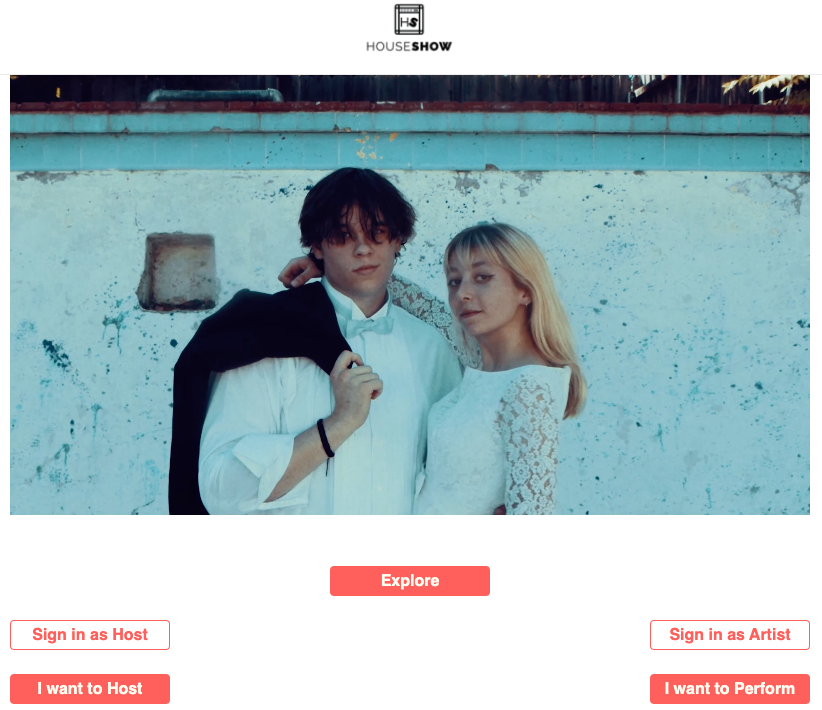 HS
HOUSESHOW
Explore
Sign in as Host
Sign in as Artist
I want to Host
I want to Perform